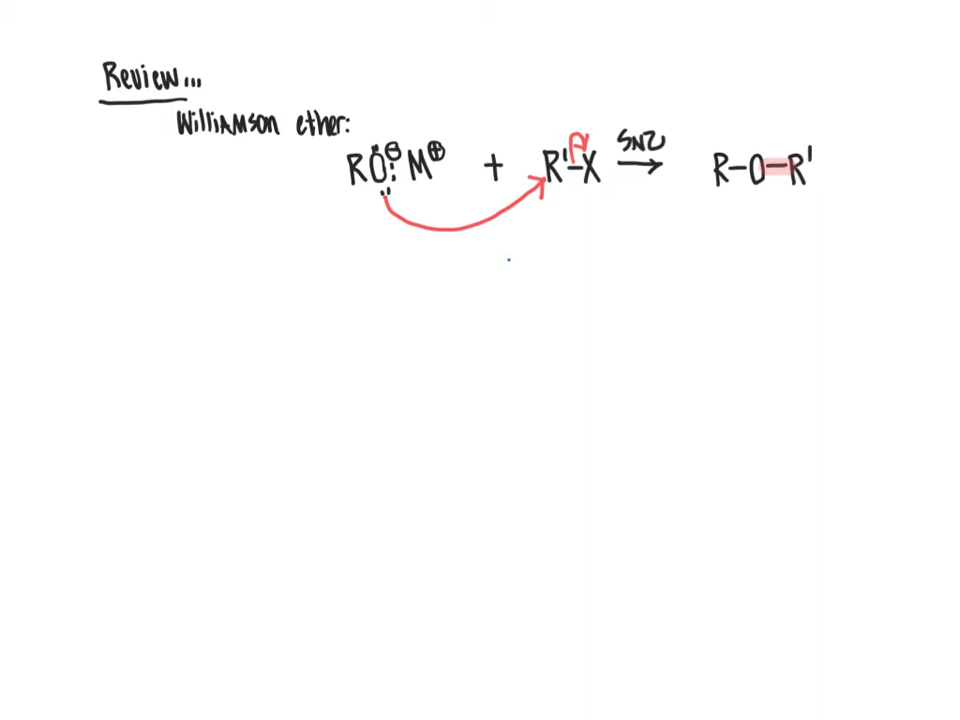 Review...
Williamson ether:
RO⊖ M⊕ + R'-X SN2 → R-O-R'